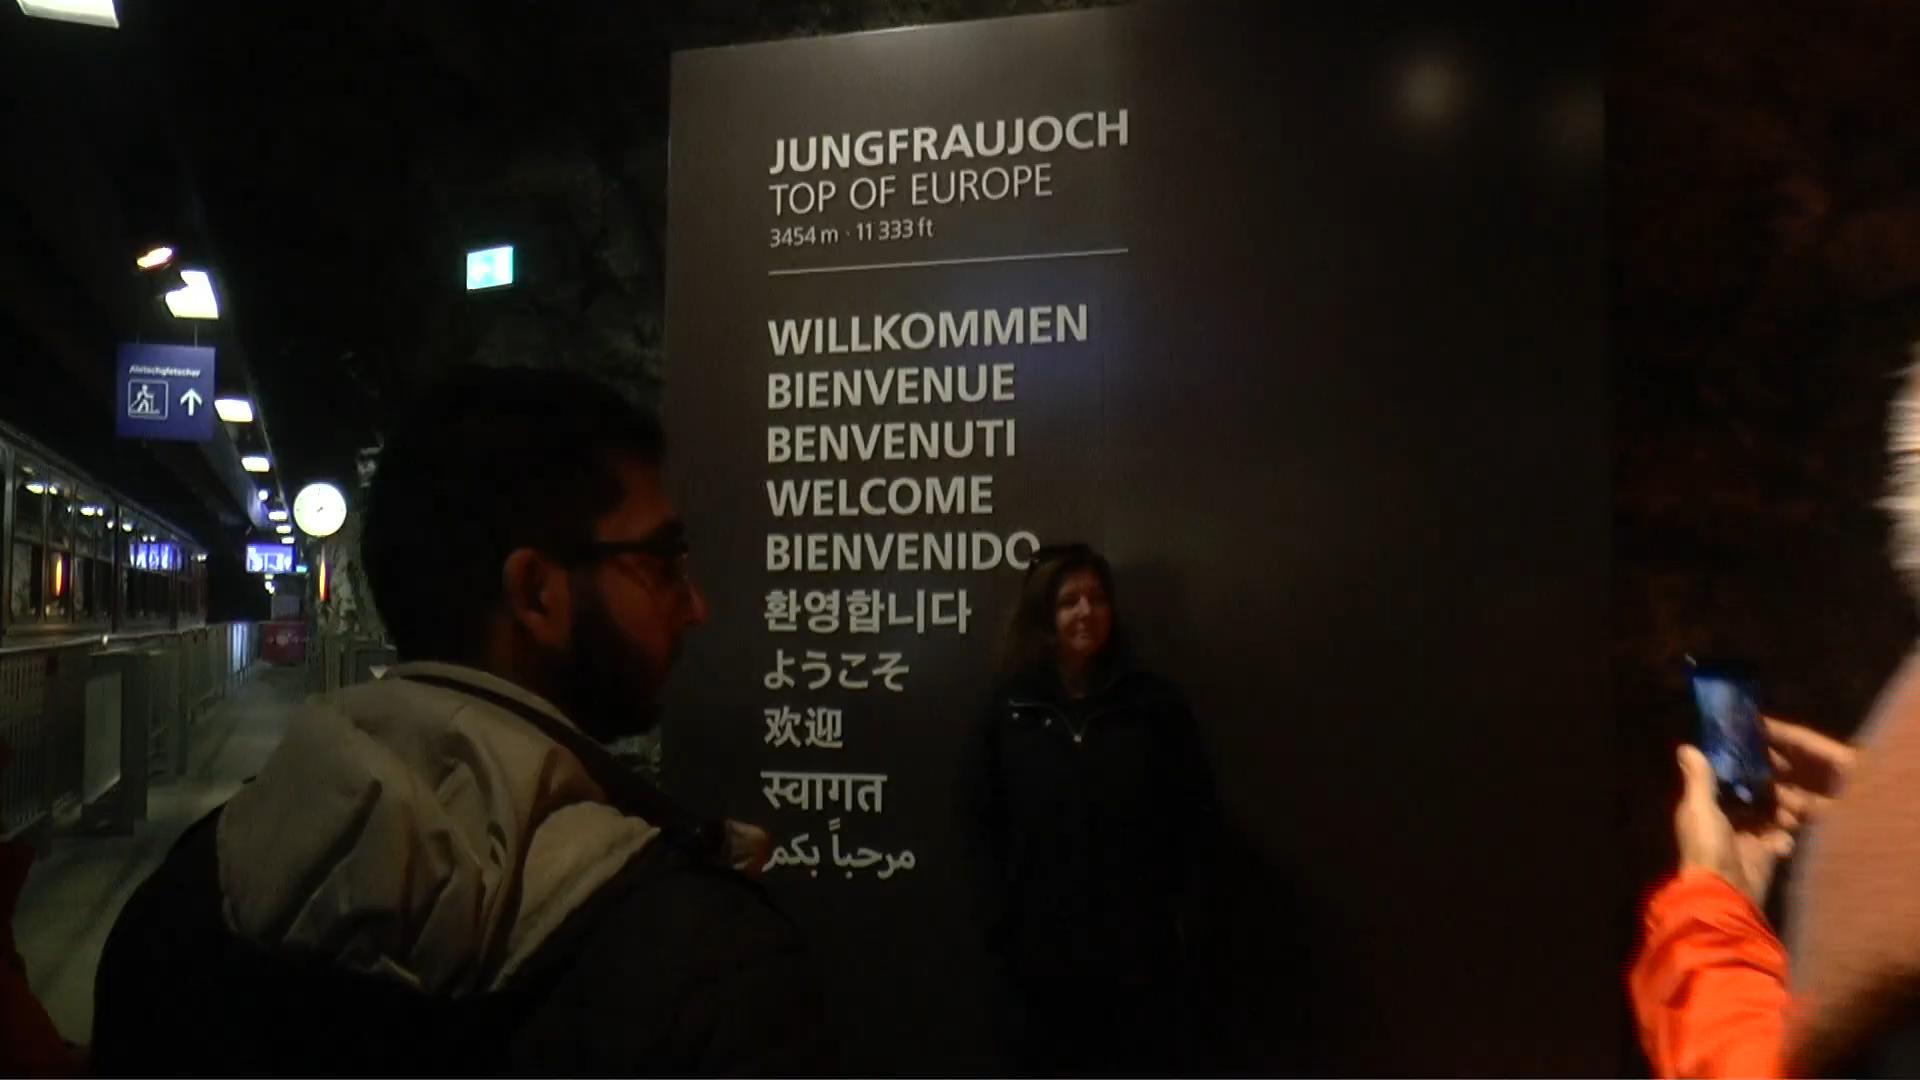 JUNGFRAUJOCH
TOP OF EUROPE
3454 m · 11 333 ft
WILLKOMMEN
BIENVENUE
BENVENUTI
WELCOME
BIENVENIDO
환영합니다
ようこそ
欢迎
स्वागत
مرحباً بكم
Aletschgletscher